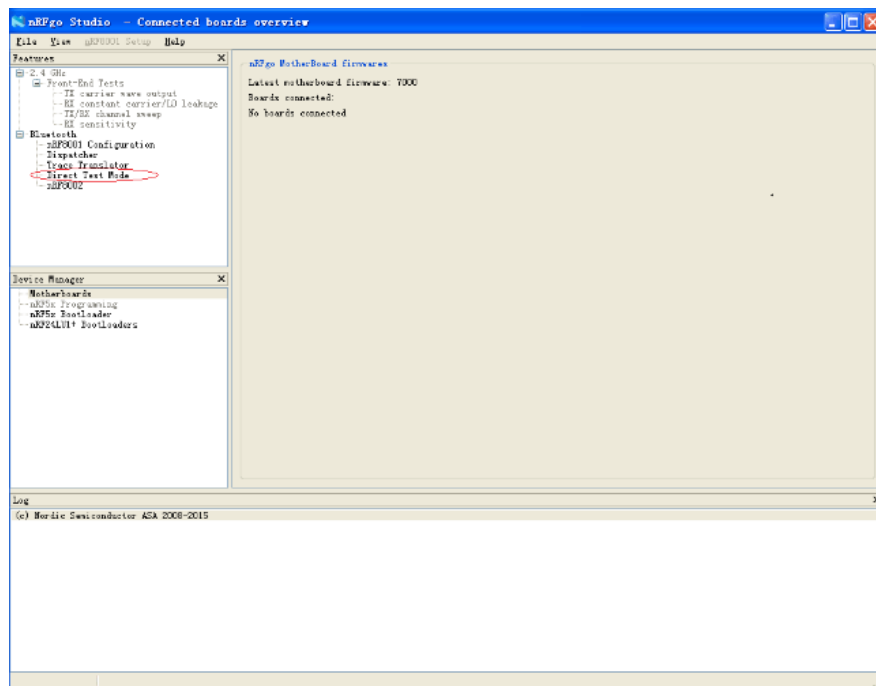 nRFgo Studio - Connected boards overview
File View nRF8001 Setup Help
Features
2.4 GHz
Front-End Tests
TX carrier wave output
RX constant carrier/LO leakage
TX/RX channel sweep
RX sensitivity
Bluetooth
nRF8001 Configuration
Dispatcher
Trace Translator
Direct Test Mode
nRF8002
nRFgo MotherBoard firmwares
Latest motherboard firmware: 7000
Boards connected:
No boards connected
Device Manager
Motherboards
nRF5x Programming
nRF5x Bootloader
nRF24LU1+ Bootloaders
Log
(c) Nordic Semiconductor ASA 2008-2015